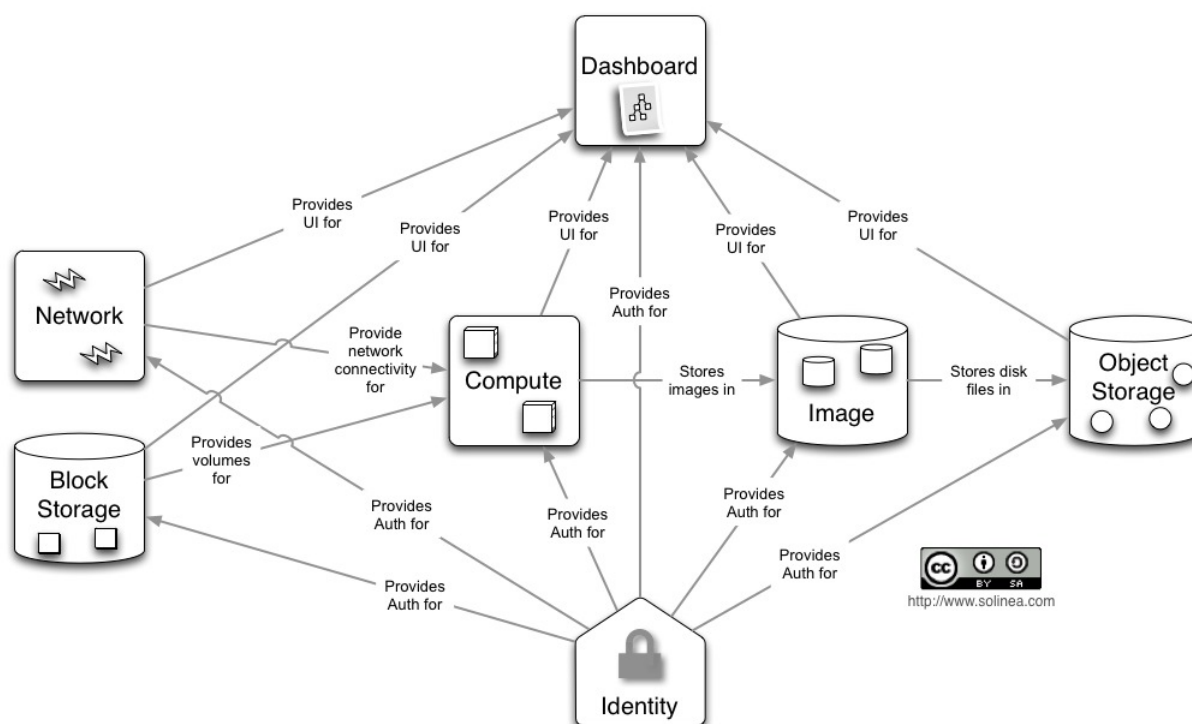 Dashboard
Provides
UI for
Provides
UI for
Provides
UI for
Provides
UI for
Provides
UI for
Network
Provides
Auth for
Provide
network
connectivity
for
Compute
Stores
images in
Image
Stores disk
files in
Object
Storage
Block
Storage
Provides
volumes
for
Provides
Auth for
Provides
Auth for
Provides
Auth for
Provides
Auth for
Provides
Auth for
cc
BY SA
http://www.solinea.com
Identity